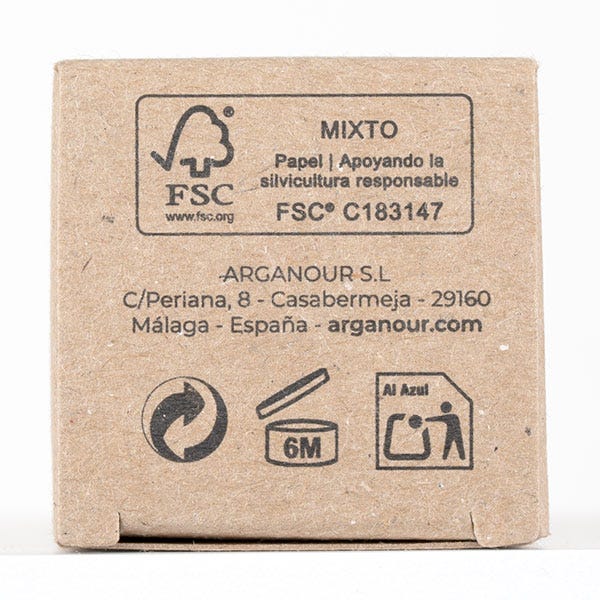 FSC
www.fsc.org
MIXTO
Papel | Apoyando la
silvicultura responsable
FSC® C183147
ARGANOUR S.L
C/Periana, 8 - Casabermeja - 29160
Málaga - España - arganour.com
6M
Al Azul